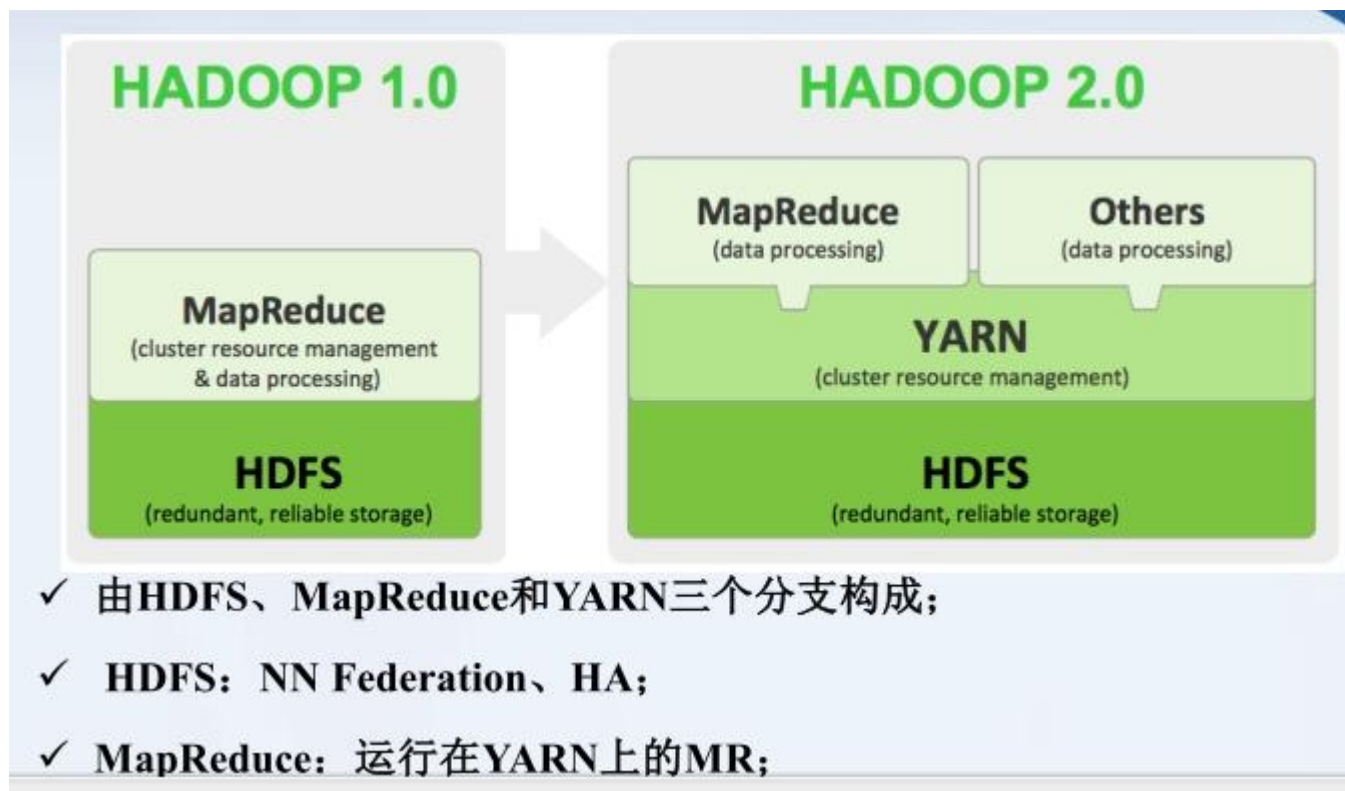 HADOOP 1.0
MapReduce
(cluster resource management
& data processing)
HDFS
(redundant, reliable storage)
HADOOP 2.0
MapReduce
(data processing)
Others
(data processing)
YARN
(cluster resource management)
HDFS
(redundant, reliable storage)
✓ 由HDFS、MapReduce和YARN三个分支构成；
✓ HDFS：NN Federation、HA；
✓ MapReduce：运行在YARN上的MR；